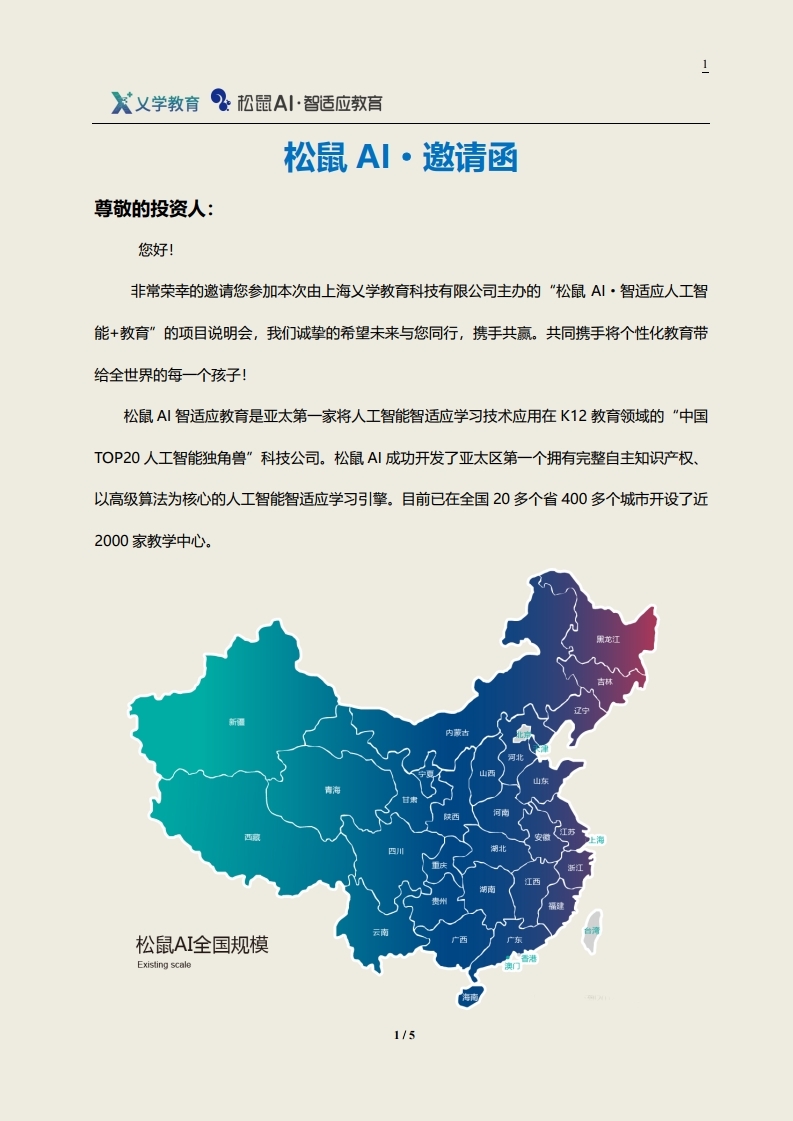 1
乂学教育 松鼠AI·智适应教育
松鼠 AI·邀请函
尊敬的投资人：
您好！
非常荣幸的邀请您参加本次由上海乂学教育科技有限公司主办的“松鼠 AI·智适应人工智
能+教育”的项目说明会，我们诚挚的希望未来与您同行，携手共赢。共同携手将个性化教育带
给全世界的每一个孩子！
松鼠 AI 智适应教育是亚太第一家将人工智能智适应学习技术应用在 K12 教育领域的“中国
TOP20 人工智能独角兽”科技公司。松鼠 AI 成功开发了亚太区第一个拥有完整自主知识产权、
以高级算法为核心的人工智能智适应学习引擎。目前已在全国 20 多个省 400 多个城市开设了近
2000 家教学中心。
黑龙江
吉林
辽宁
新疆
内蒙古
北京
天津
河北
宁夏
山西
山东
青海
甘肃
陕西
河南
西藏
安徽
江苏
上海
四川
湖北
重庆
浙江
江西
湖南
贵州
福建
云南
广西
广东
台湾
香港
澳门
海南
松鼠AI全国规模
Existing scale
1 / 5